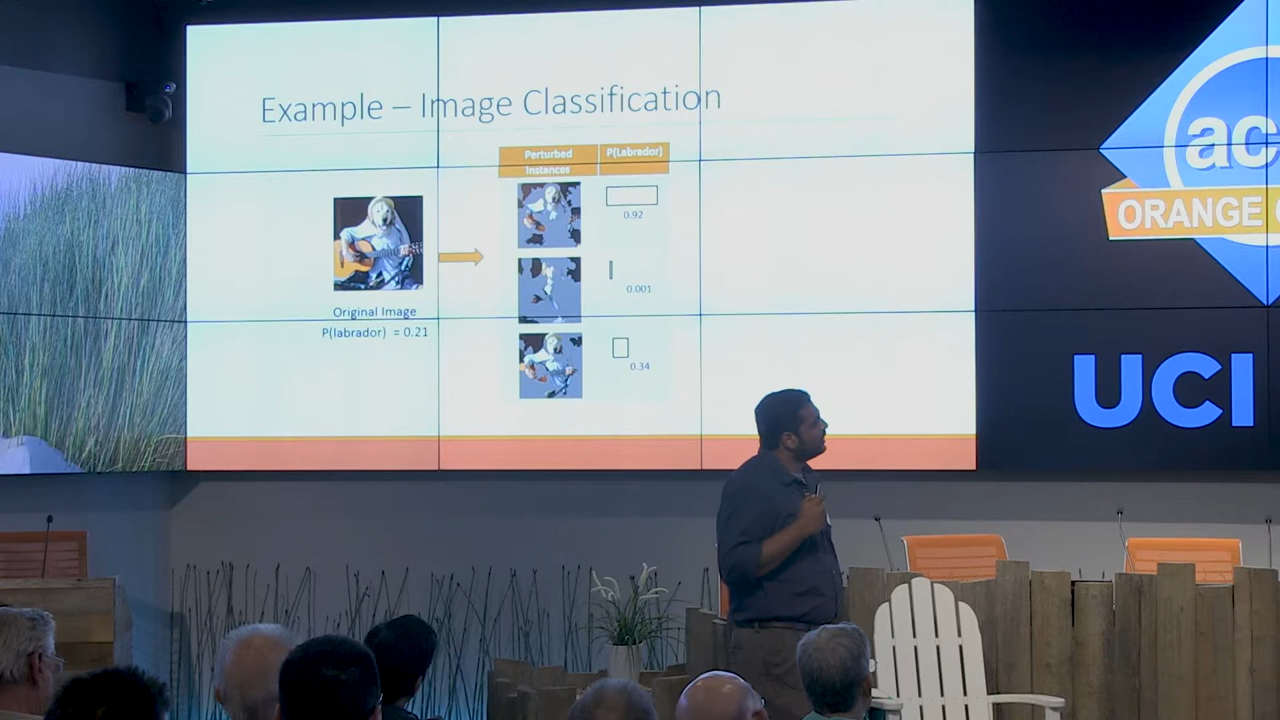 Example – Image Classification
Perturbed Instances
P(Labrador)
0.92
0.001
0.34
Original Image
P(labrador) = 0.21
ac
ORANGE
UCI